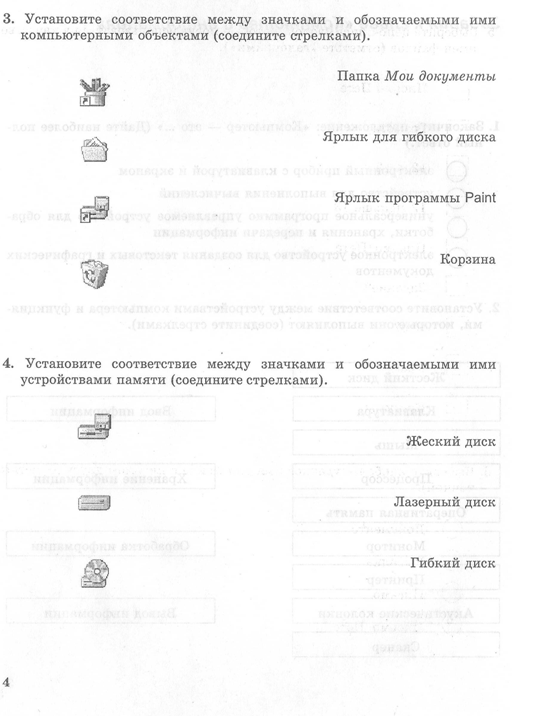 3. Установите соответствие между значками и обозначаемыми ими
компьютерными объектами (соедините стрелками).
Папка Мои документы
Ярлык для гибкого диска
Ярлык программы Paint
Корзина
4. Установите соответствие между значками и обозначаемыми ими
устройствами памяти (соедините стрелками).
Жеский диск
Лазерный диск
Гибкий диск
4